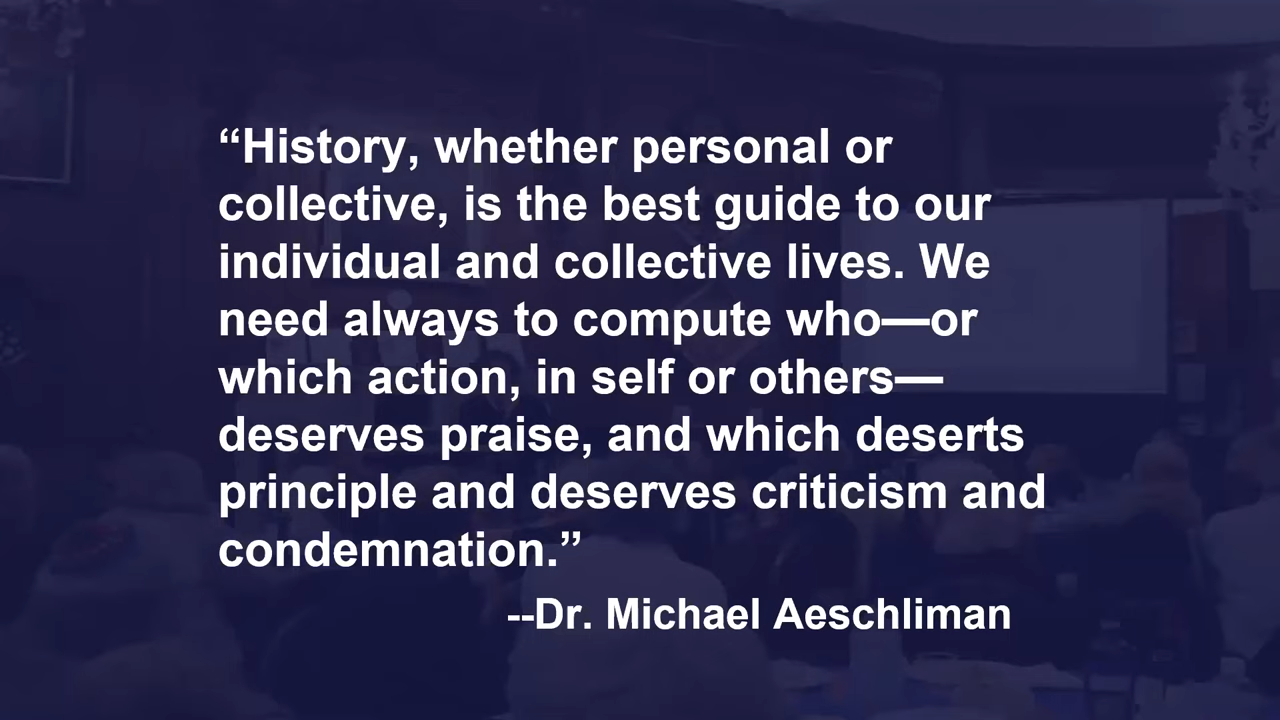 “History, whether personal or
collective, is the best guide to our
individual and collective lives. We
need always to compute who—or
which action, in self or others—
deserves praise, and which deserts
principle and deserves criticism and
condemnation.”
--Dr. Michael Aeschliman